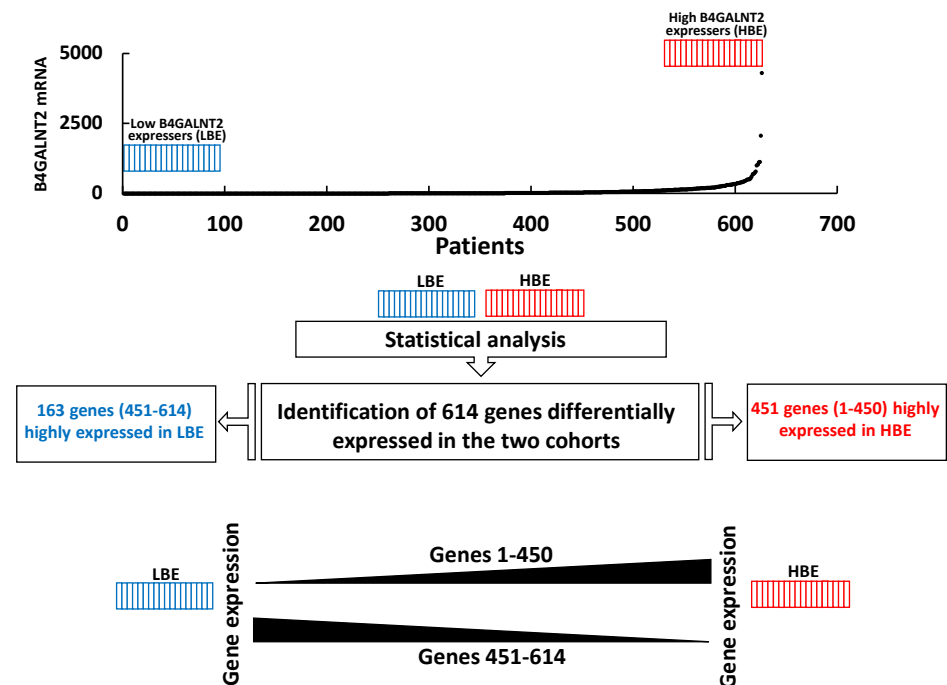 High B4GALNT2
expressers (HBE)
5000
2500
0
B4GALNT2 mRNA
Low B4GALNT2
expressers (LBE)
0 100 200 300 400 500 600 700
Patients
LBE HBE
Statistical analysis
163 genes (451-614)
highly expressed in LBE
Identification of 614 genes differentially
expressed in the two cohorts
451 genes (1-450) highly
expressed in HBE
Gene expression
Genes 1-450
Gene expression
LBE
HBE
Genes 451-614